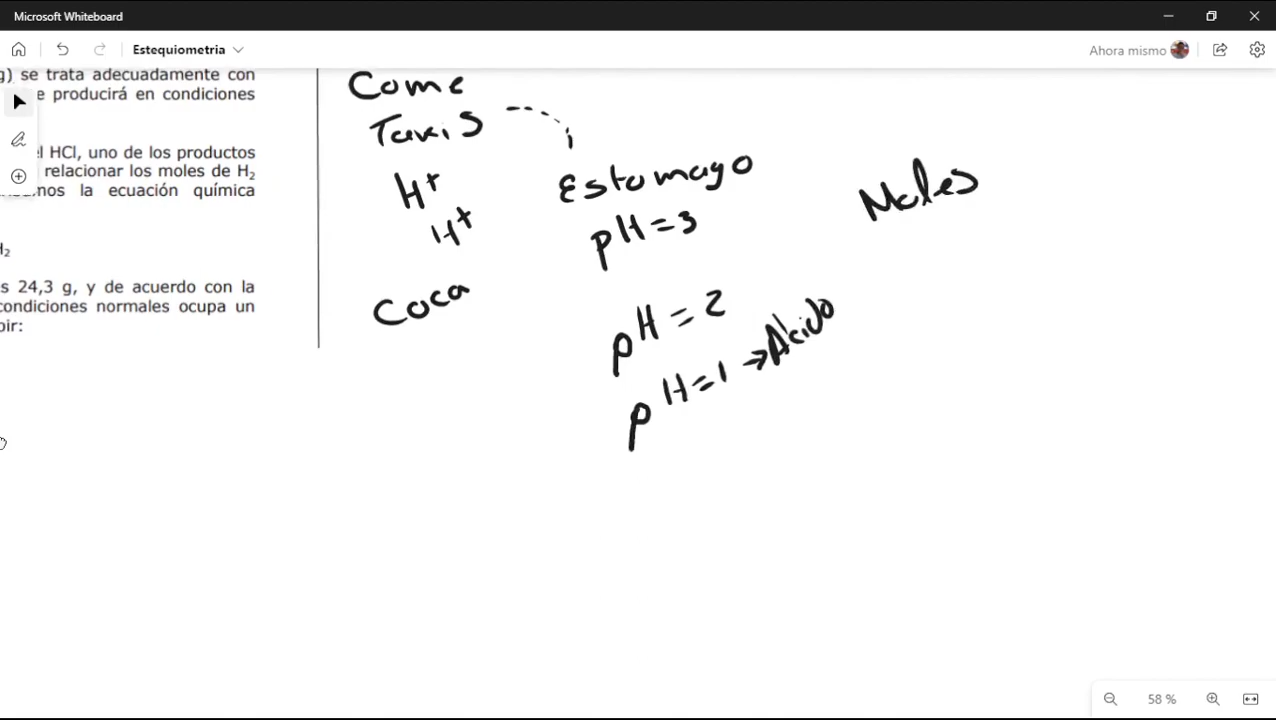 Microsoft Whiteboard
Estequiometria
Ahora mismo
g) se trata adecuadamente con
e producirá en condiciones
el HCl, uno de los productos
relacionar los moles de H₂
mos la ecuación química
H₂
s 24,3 g, y de acuerdo con la
condiciones normales ocupa un
bir:
Come
Taxis
H+
H+
Coca
Estomago
pH=3
pH=2
pH=1→Acido
Moles
58 %